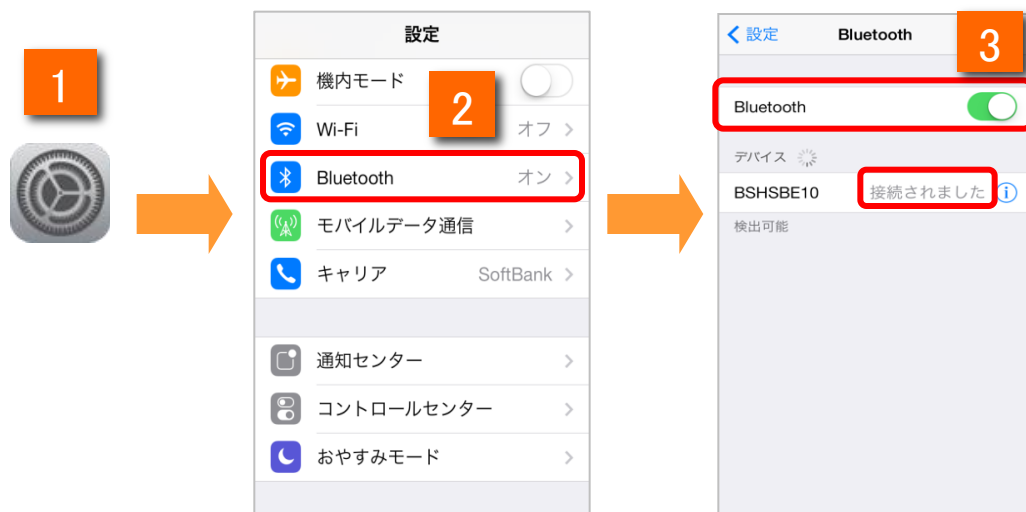 1
設定
機内モード
2
Wi-Fi オフ
Bluetooth オン
モバイルデータ通信
キャリア SoftBank
通知センター
コントロールセンター
おやすみモード
設定 Bluetooth
3
Bluetooth
デバイス
BSHSBE10 接続されました
検出可能